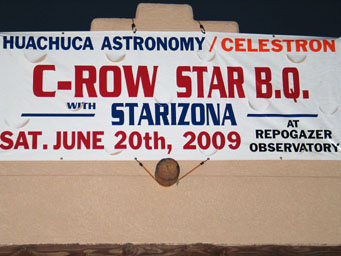 HUACHUCA ASTRONOMY / CELESTRON
C-ROW STAR B.Q.
WITH STARIZONA
SAT. JUNE 20th, 2009
AT
REPOGAZER
OBSERVATORY